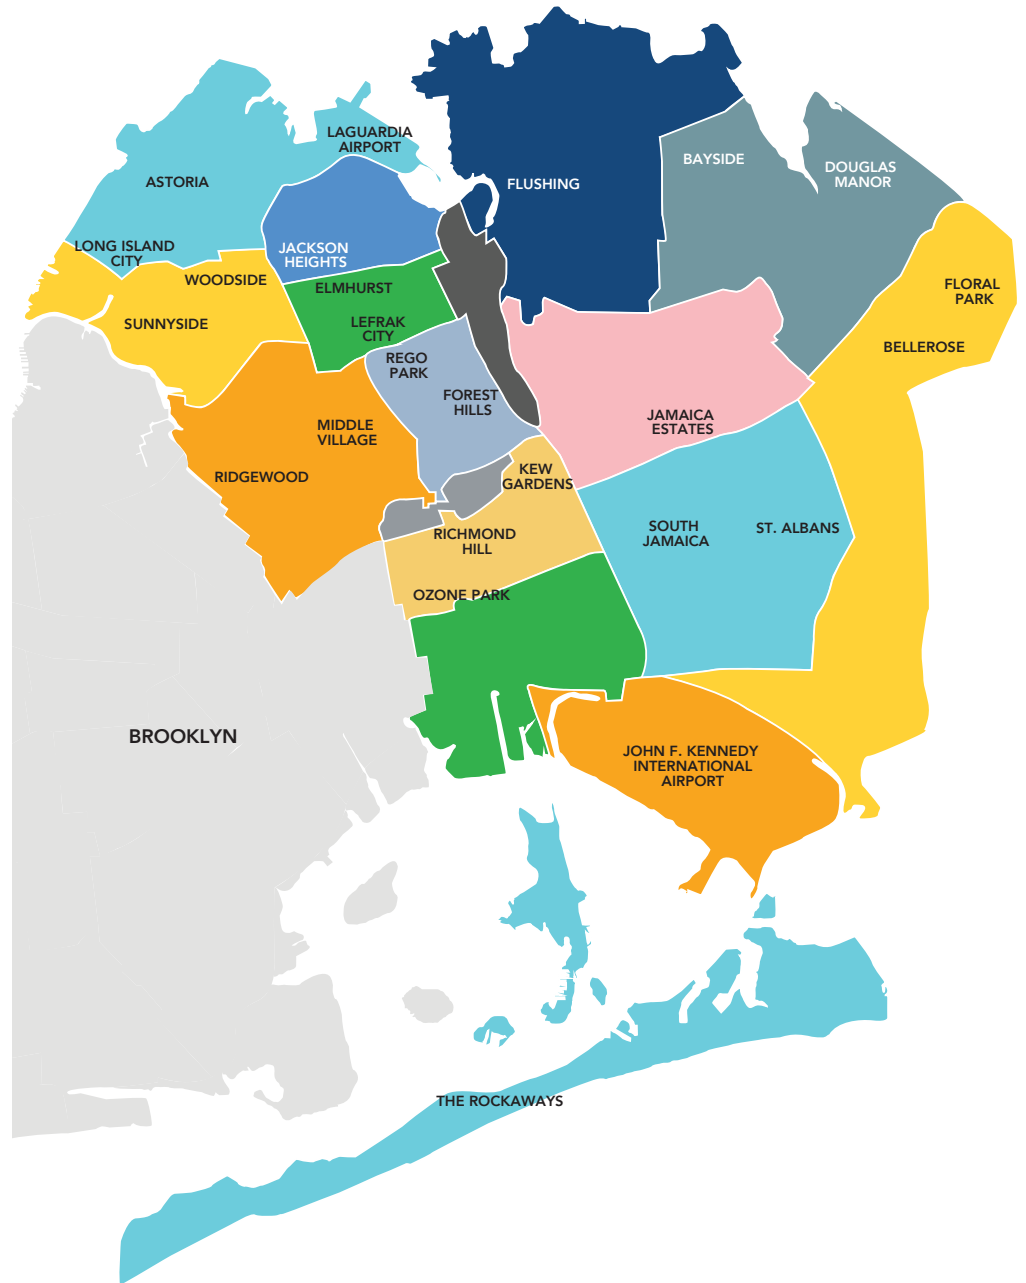 LAGUARDIA
AIRPORT
ASTORIA
FLUSHING
BAYSIDE
DOUGLAS
MANOR
LONG ISLAND
CITY
JACKSON
HEIGHTS
WOODSIDE
ELMHURST
FLORAL
PARK
SUNNYSIDE
LEFRAK
CITY
BELLEROSE
REGO
PARK
FOREST
HILLS
MIDDLE
VILLAGE
JAMAICA
ESTATES
RIDGEWOOD
KEW
GARDENS
RICHMOND
HILL
SOUTH
JAMAICA
ST. ALBANS
OZONE PARK
BROOKLYN
JOHN F. KENNEDY
INTERNATIONAL
AIRPORT
THE ROCKAWAYS